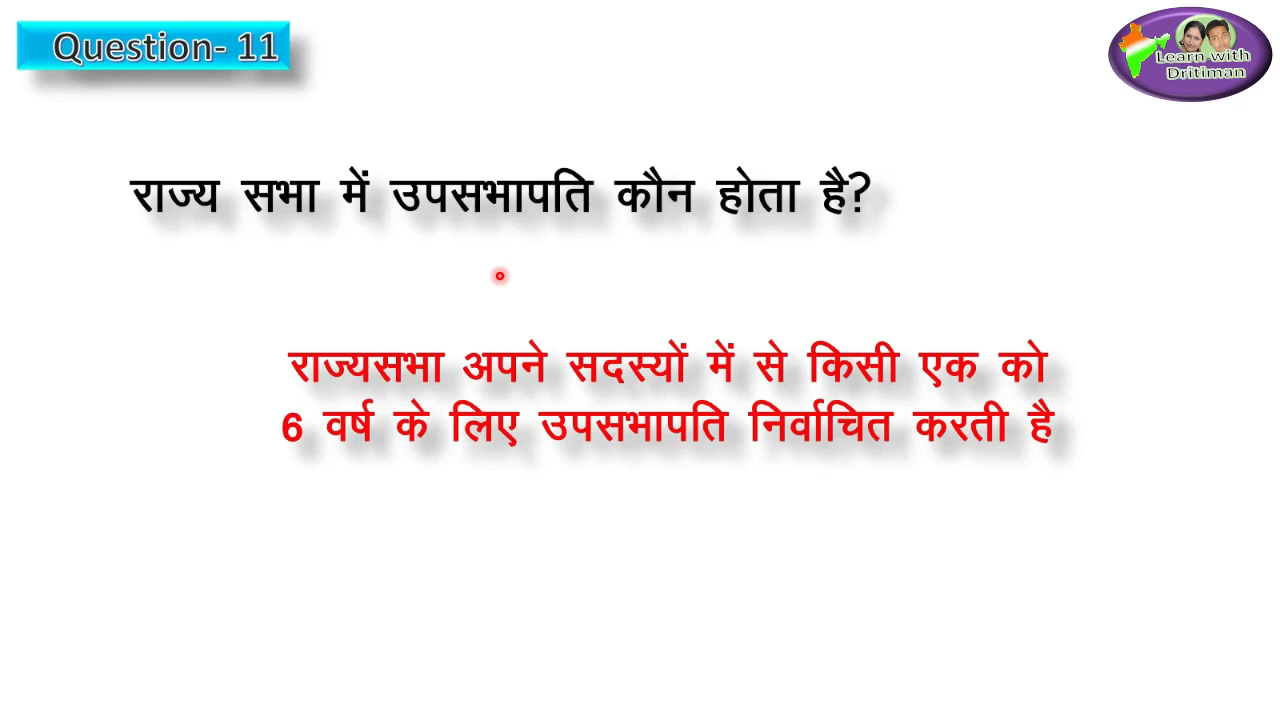 Question- 11
Learn with
Dritiman
राज्य सभा में उपसभापति कौन होता है?
राज्यसभा अपने सदस्यों में से किसी एक को
6 वर्ष के लिए उपसभापति निर्वाचित करती है